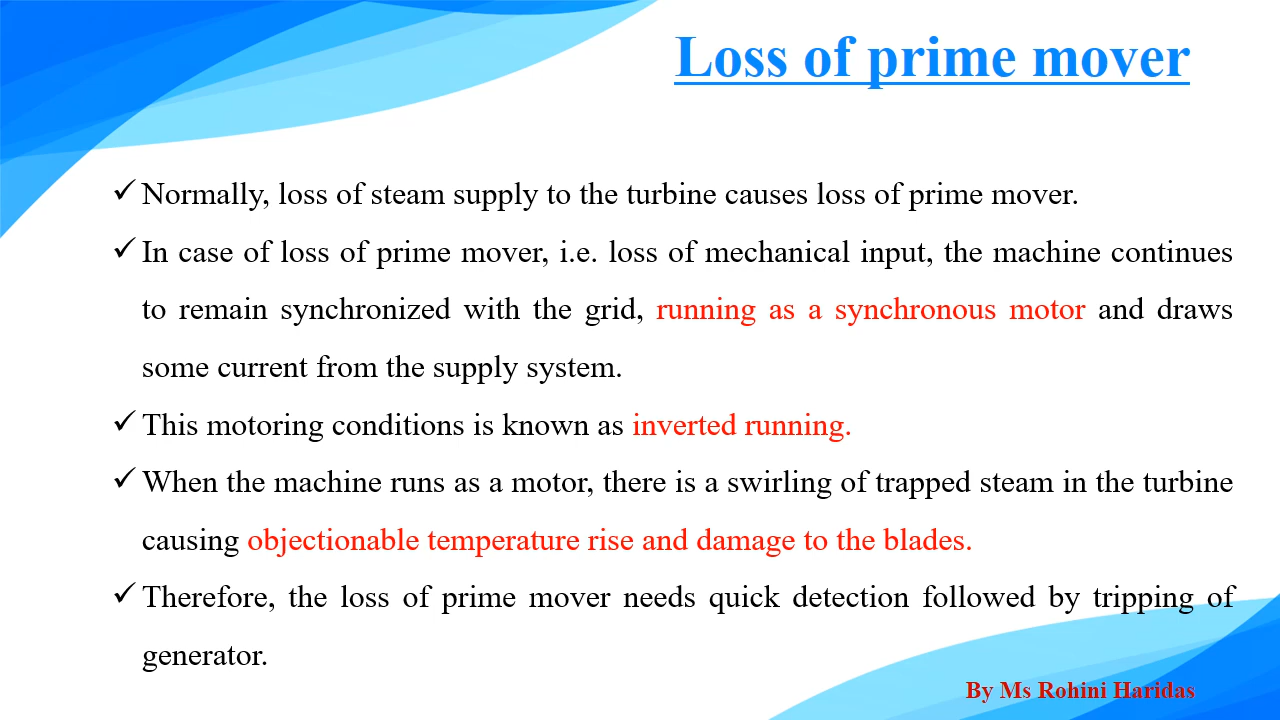 Loss of prime mover
✓ Normally, loss of steam supply to the turbine causes loss of prime mover.
✓ In case of loss of prime mover, i.e. loss of mechanical input, the machine continues
to remain synchronized with the grid, running as a synchronous motor and draws
some current from the supply system.
✓ This motoring conditions is known as inverted running.
✓ When the machine runs as a motor, there is a swirling of trapped steam in the turbine
causing objectionable temperature rise and damage to the blades.
✓ Therefore, the loss of prime mover needs quick detection followed by tripping of
generator.
By Ms Rohini Haridas